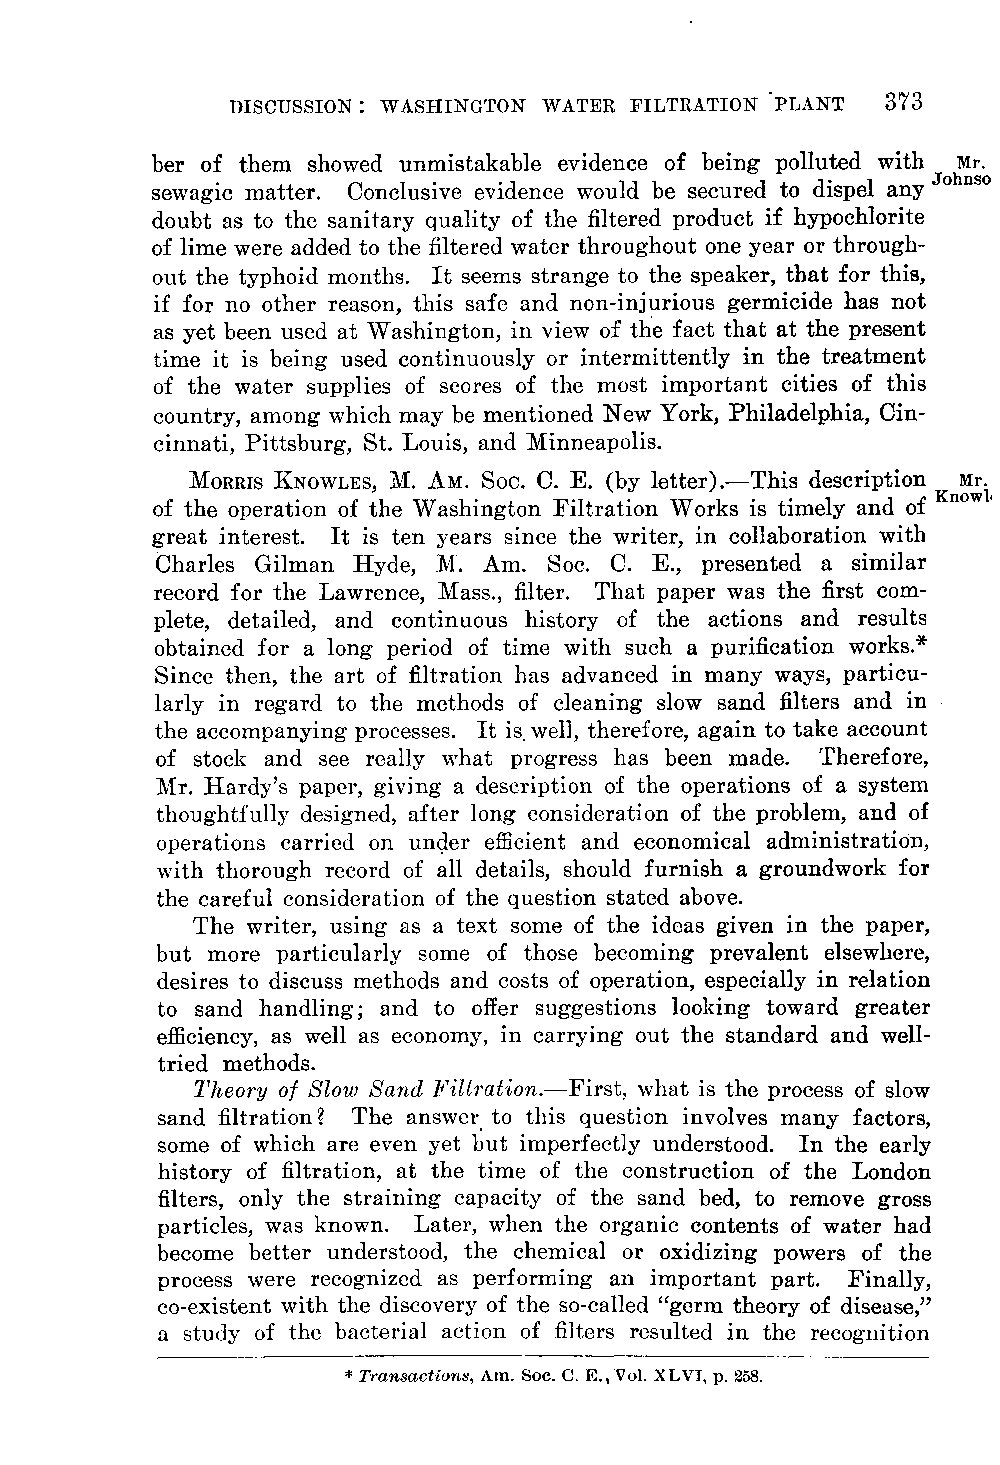 DISCUSSION: WASHINGTON WATER FILTRATION PLANT 373
ber of them showed unmistakable evidence of being polluted with Mr.
sewagic matter. Conclusive evidence would be secured to dispel any Johnso
doubt as to the sanitary quality of the filtered product if hypochlorite
of lime were added to the filtered water throughout one year or through-
out the typhoid months. It seems strange to the speaker, that for this,
if for no other reason, this safe and non-injurious germicide has not
as yet been used at Washington, in view of the fact that at the present
time it is being used continuously or intermittently in the treatment
of the water supplies of scores of the most important cities of this
country, among which may be mentioned New York, Philadelphia, Cin-
cinnati, Pittsburg, St. Louis, and Minneapolis.
MORRIS KNOWLES, M. AM. SOC. C. E. (by letter).—This description Mr.
of the operation of the Washington Filtration Works is timely and of Knowl
great interest. It is ten years since the writer, in collaboration with
Charles Gilman Hyde, M. Am. Soc. C. E., presented a similar
record for the Lawrence, Mass., filter. That paper was the first com-
plete, detailed, and continuous history of the actions and results
obtained for a long period of time with such a purification works.*
Since then, the art of filtration has advanced in many ways, particu-
larly in regard to the methods of cleaning slow sand filters and in
the accompanying processes. It is well, therefore, again to take account
of stock and see really what progress has been made. Therefore,
Mr. Hardy's paper, giving a description of the operations of a system
thoughtfully designed, after long consideration of the problem, and of
operations carried on under efficient and economical administration,
with thorough record of all details, should furnish a groundwork for
the careful consideration of the question stated above.
The writer, using as a text some of the ideas given in the paper,
but more particularly some of those becoming prevalent elsewhere,
desires to discuss methods and costs of operation, especially in relation
to sand handling; and to offer suggestions looking toward greater
efficiency, as well as economy, in carrying out the standard and well-
tried methods.
Theory of Slow Sand Filtration.—First, what is the process of slow
sand filtration? The answer to this question involves many factors,
some of which are even yet but imperfectly understood. In the early
history of filtration, at the time of the construction of the London
filters, only the straining capacity of the sand bed, to remove gross
particles, was known. Later, when the organic contents of water had
become better understood, the chemical or oxidizing powers of the
process were recognized as performing an important part. Finally,
co-existent with the discovery of the so-called "germ theory of disease,"
a study of the bacterial action of filters resulted in the recognition
* Transactions, Am. Soc. C. E., Vol. XLVI, p. 258.